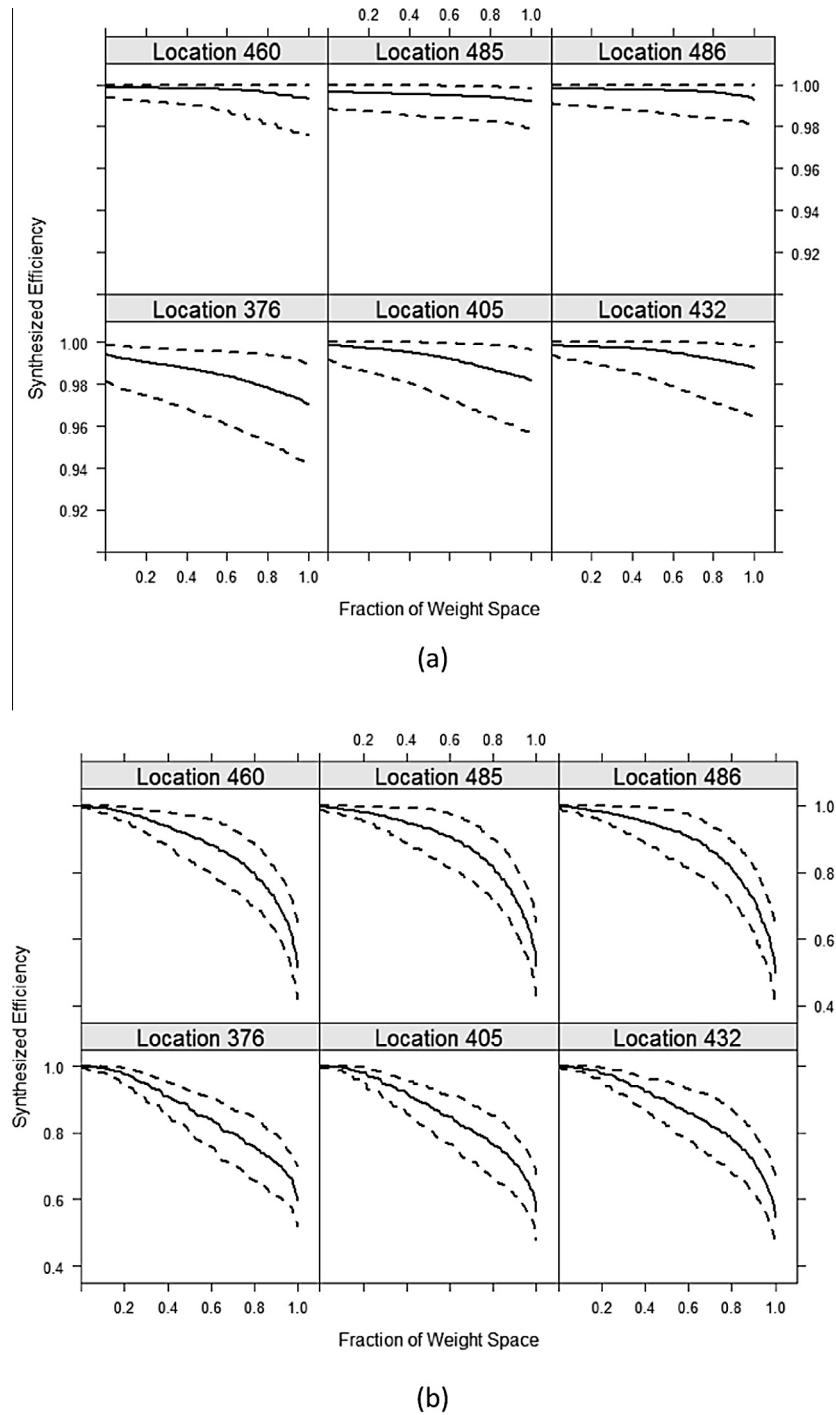 0.2 0.4 0.6 0.8 1.0
Location 460 Location 485 Location 486
1.00
0.98
0.96
0.94
0.92
Synthesized Efficiency
Location 376 Location 405 Location 432
1.00
0.98
0.96
0.94
0.92
0.2 0.4 0.6 0.8 1.0 0.2 0.4 0.6 0.8 1.0
Fraction of Weight Space
(a)
0.2 0.4 0.6 0.8 1.0
Location 460 Location 485 Location 486
1.0
0.8
0.6
0.4
Synthesized Efficiency
Location 376 Location 405 Location 432
1.0
0.8
0.6
0.4
0.2 0.4 0.6 0.8 1.0 0.2 0.4 0.6 0.8 1.0
Fraction of Weight Space
(b)